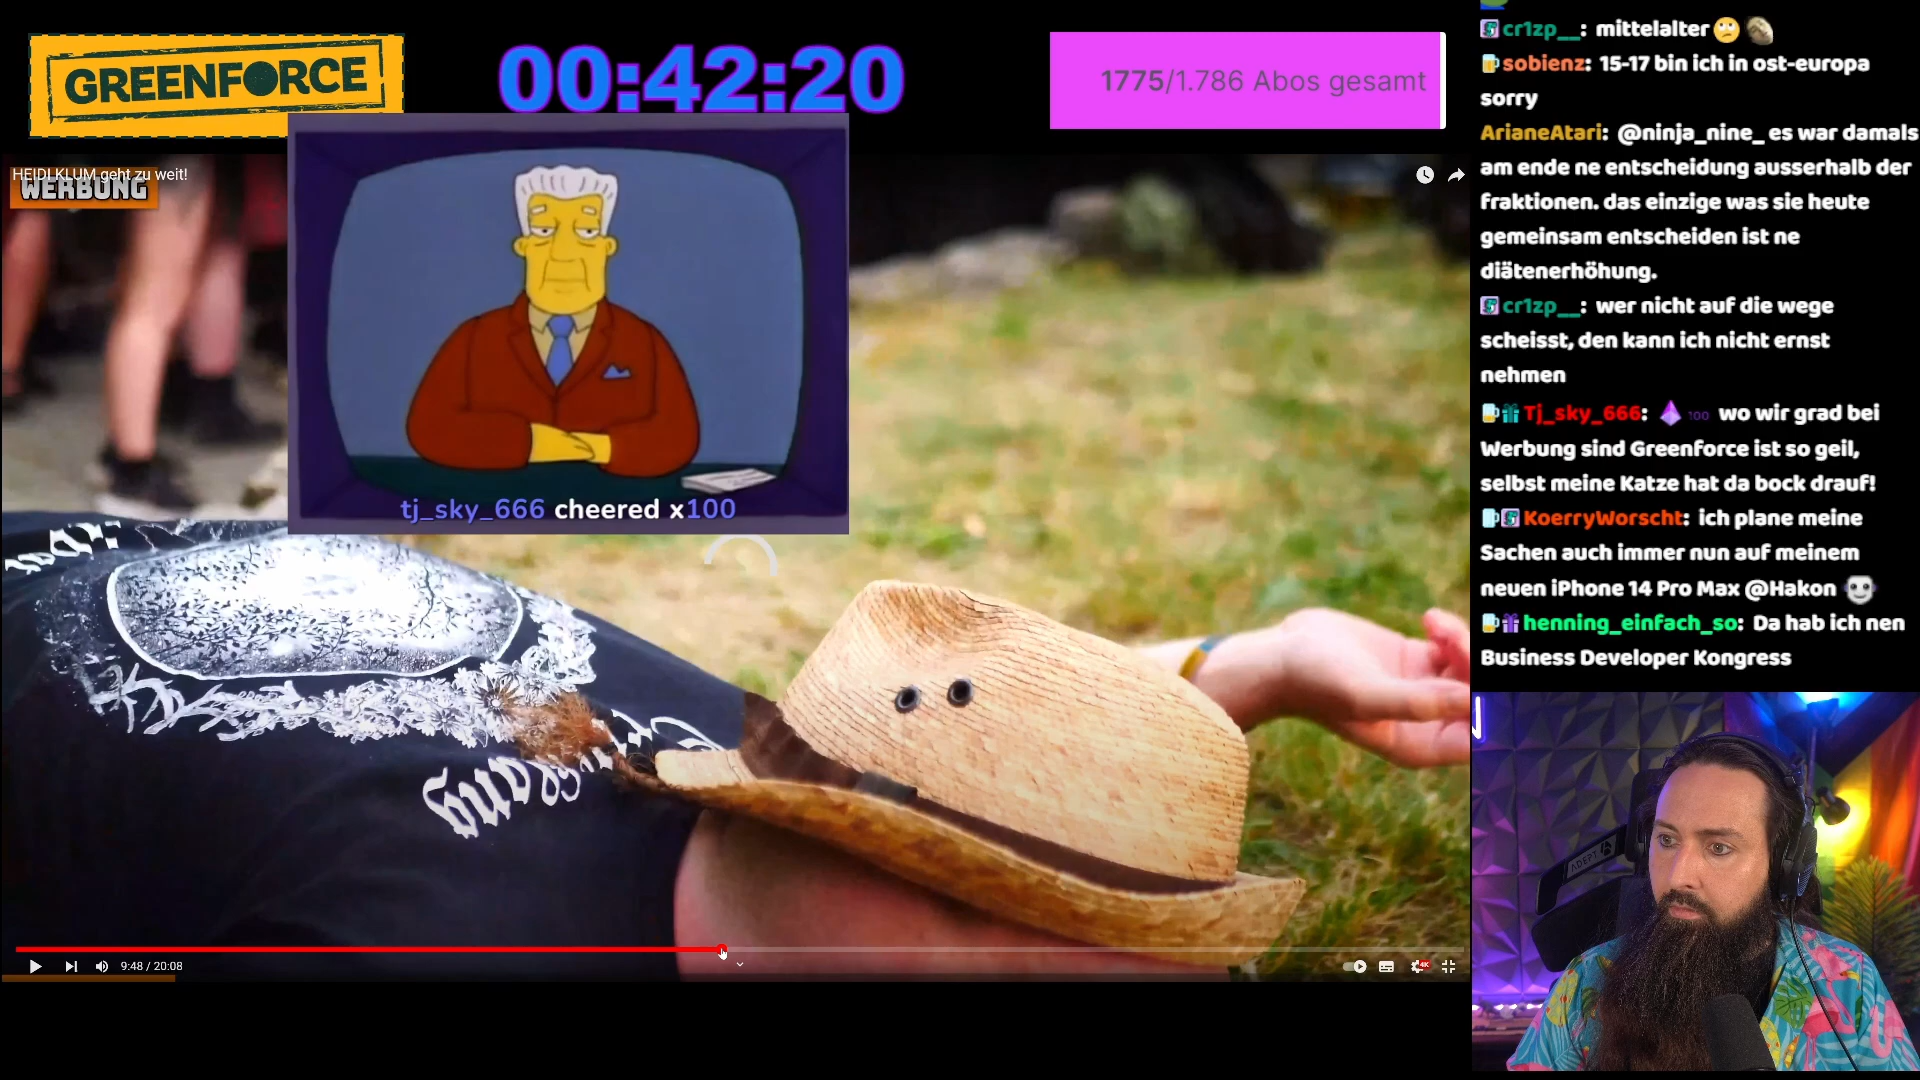 GREENFORCE
00:42:20
1775/1.786 Abos gesamt
HEIDI KLUM geht zu weit!
WERBUNG
tj_sky_666 cheered x100
9:48 / 20:08
4K
cr1zp__: mittelalter
sobienz: 15-17 bin ich in ost-europa
sorry
ArianeAtari: @ninja_nine_ es war damals
am ende ne entscheidung ausserhalb der
fraktionen. das einzige was sie heute
gemeinsam entscheiden ist ne
diätenerhöhung.
cr1zp__: wer nicht auf die wege
scheisst, den kann ich nicht ernst
nehmen
Tj_sky_666: 100 wo wir grad bei
Werbung sind Greenforce ist so geil,
selbst meine Katze hat da bock drauf!
KoerryWorscht: ich plane meine
Sachen auch immer nun auf meinem
neuen iPhone 14 Pro Max @Hakon
henning_einfach_so: Da hab ich nen
Business Developer Kongress
ADEPT